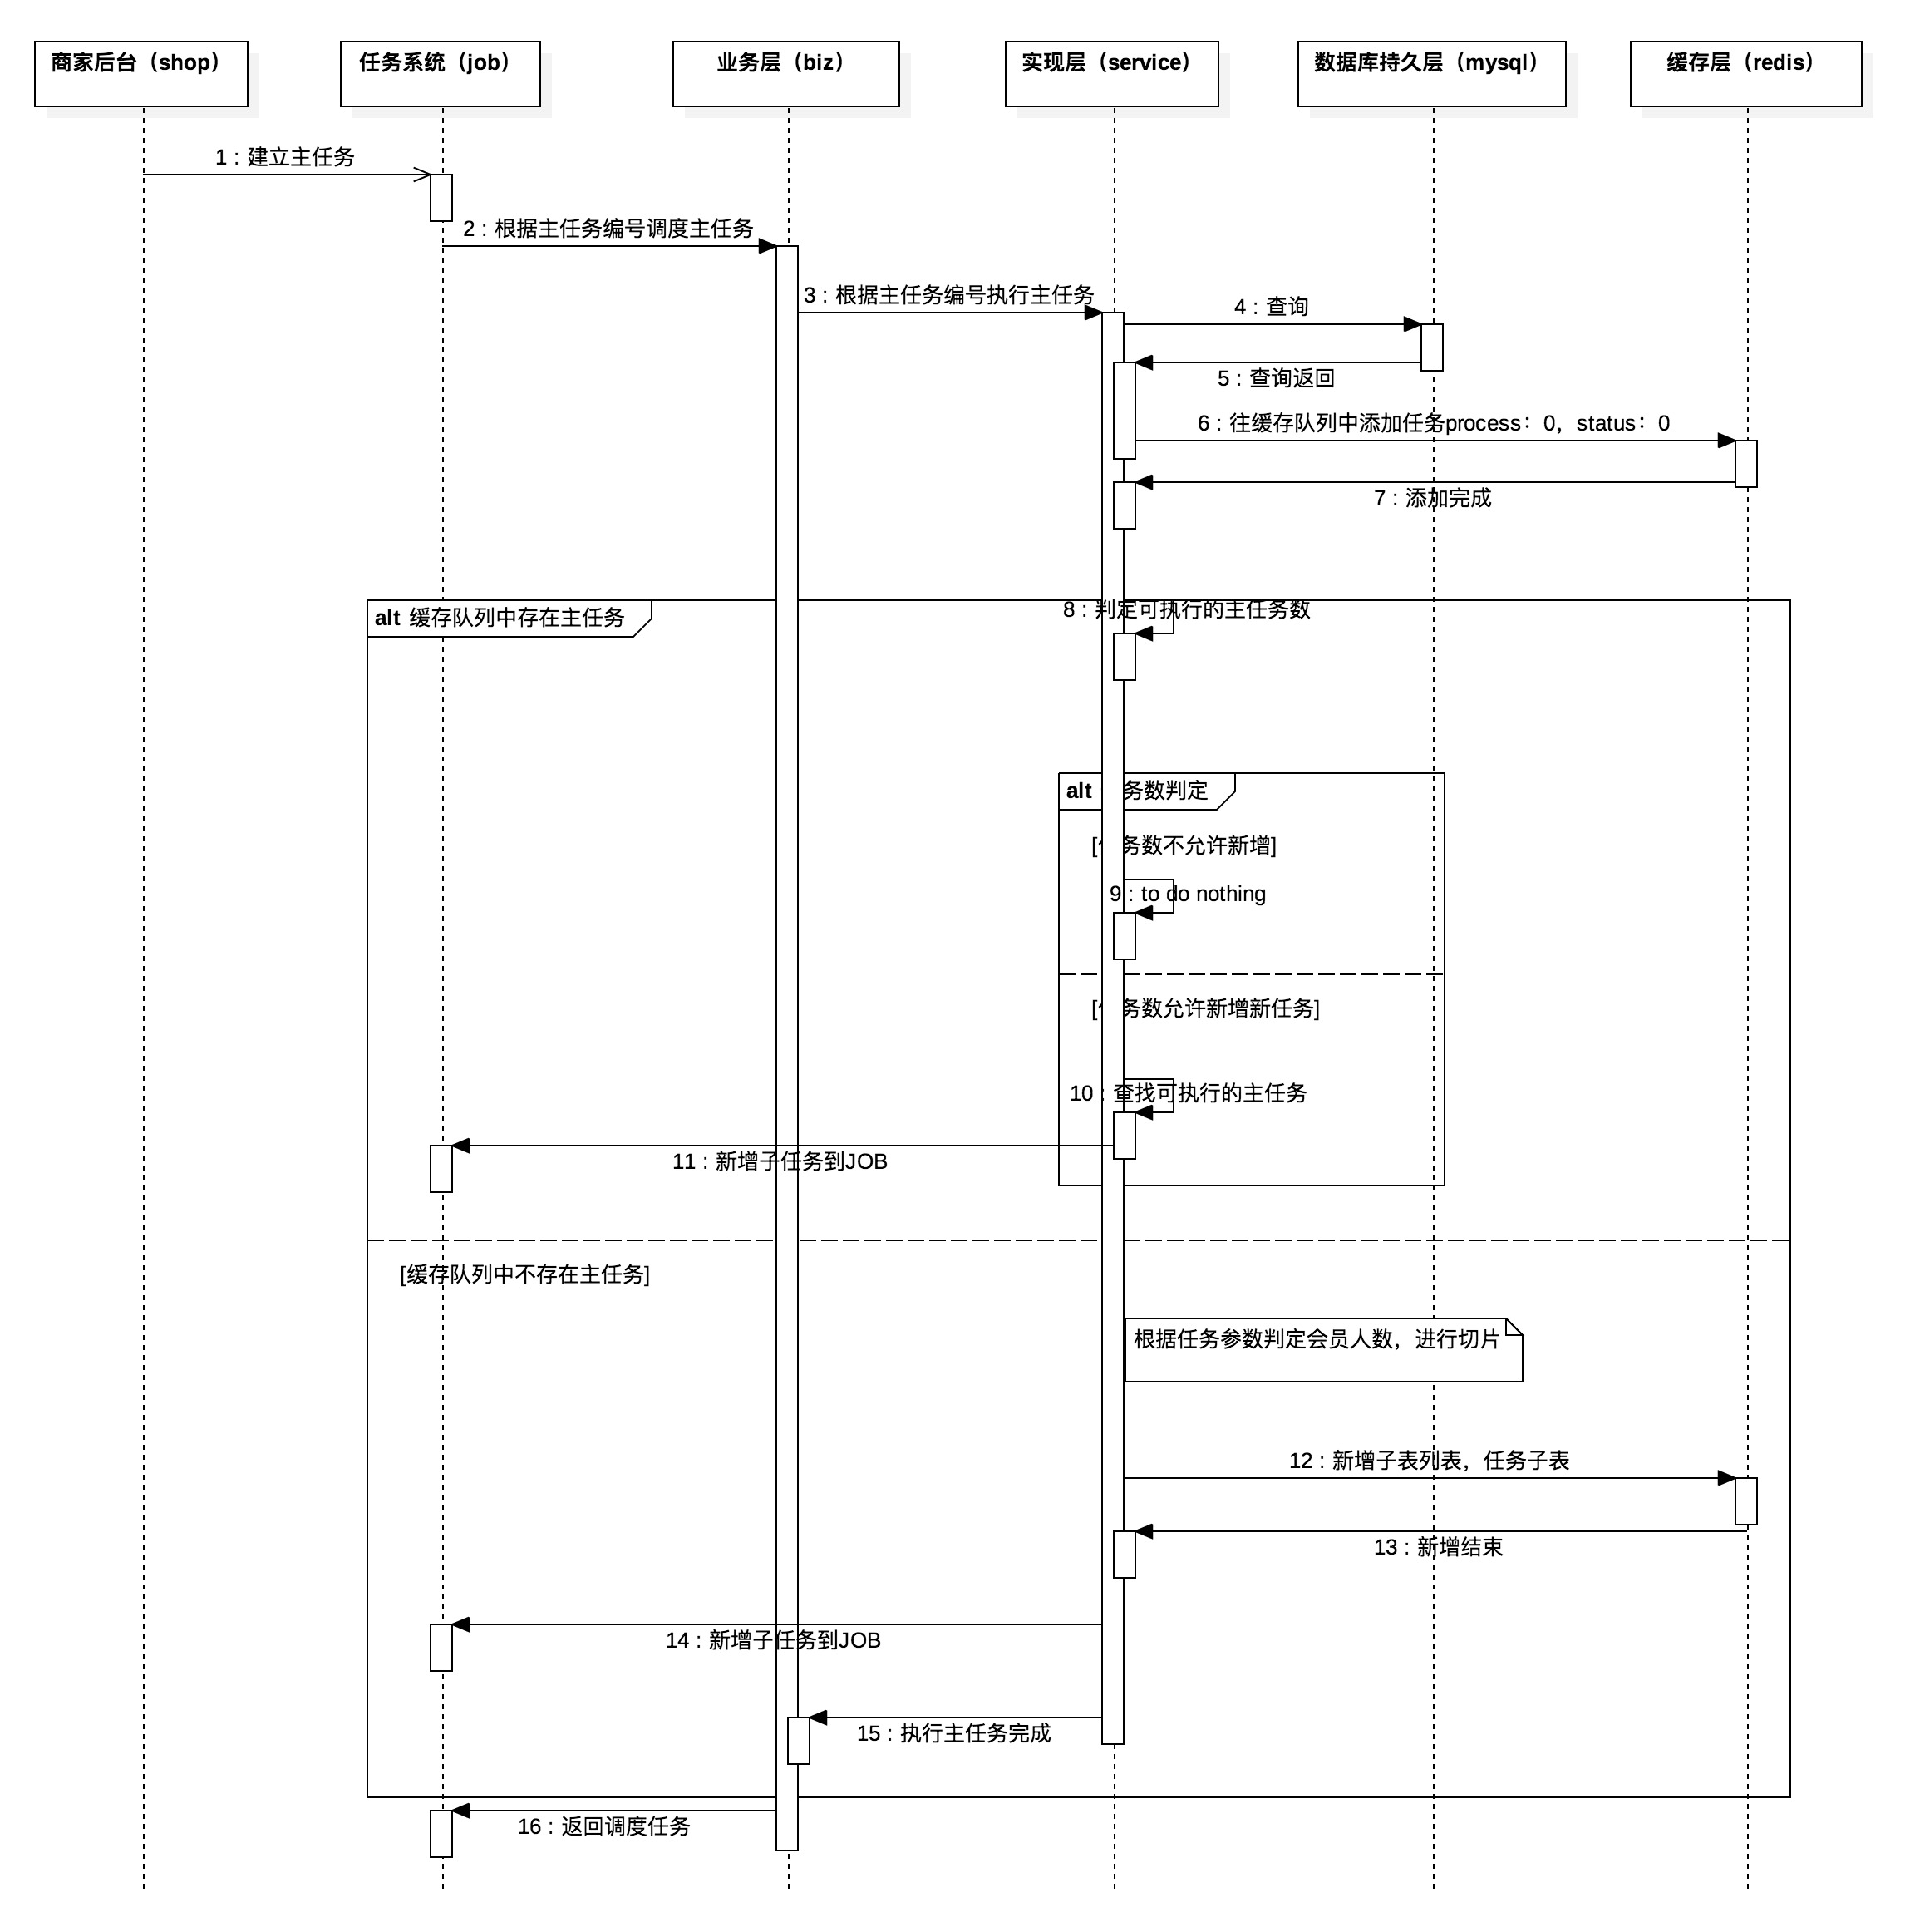 商家后台（shop）
任务系统（job）
业务层（biz）
实现层（service）
数据库持久层（mysql）
缓存层（redis）
1 : 建立主任务
2 : 根据主任务编号调度主任务
3 : 根据主任务编号执行主任务
4 : 查询
5 : 查询返回
6 : 往缓存队列中添加任务process：0，status：0
7 : 添加完成
alt 缓存队列中存在主任务
8 : 判定可执行的主任务数
alt 务数判定
[务数不允许新增]
9 : to do nothing
[务数允许新增新任务]
10 : 查找可执行的主任务
11 : 新增子任务到JOB
[缓存队列中不存在主任务]
根据任务参数判定会员人数，进行切片
12 : 新增子表列表，任务子表
13 : 新增结束
14 : 新增子任务到JOB
15 : 执行主任务完成
16 : 返回调度任务